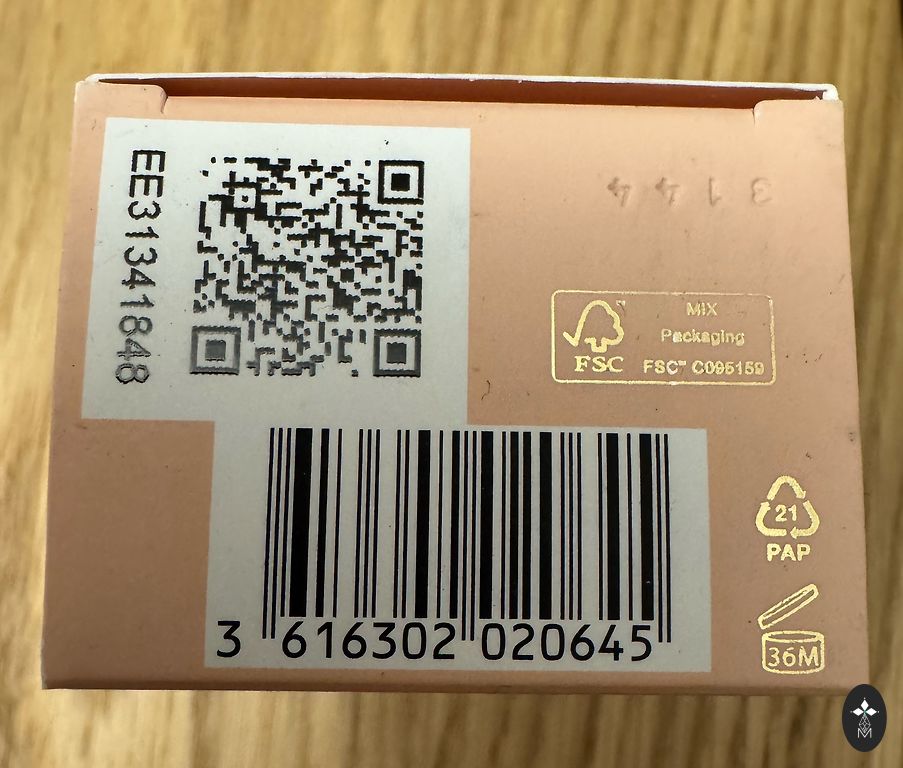 EE31341848
3144
MIX
Packaging
FSC™ C095159
FSC
21
PAP
3 616302 020645
36M
M